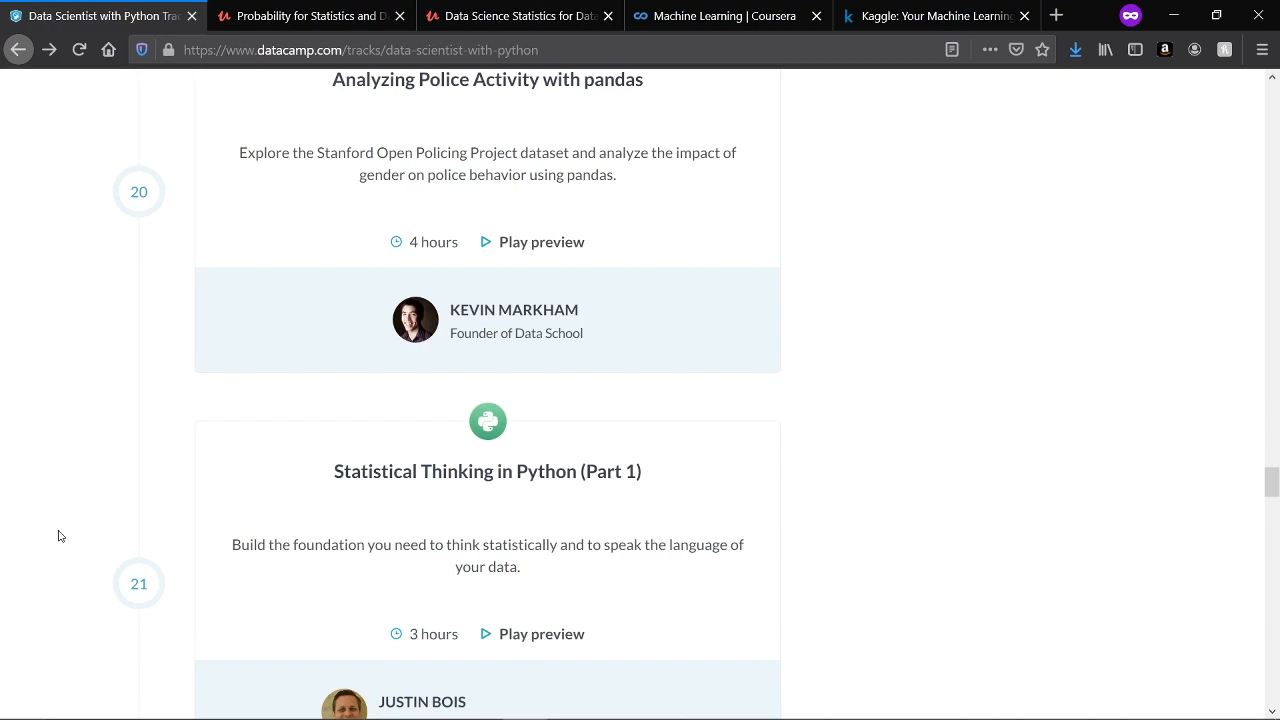 Data Scientist with Python Trac
Probability for Statistics and D
Data Science Statistics for Dat
Machine Learning | Coursera
Kaggle: Your Machine Learning
https://www.datacamp.com/tracks/data-scientist-with-python
Analyzing Police Activity with pandas
Explore the Stanford Open Policing Project dataset and analyze the impact of
gender on police behavior using pandas.
20
4 hours
Play preview
KEVIN MARKHAM
Founder of Data School
Statistical Thinking in Python (Part 1)
Build the foundation you need to think statistically and to speak the language of
your data.
21
3 hours
Play preview
JUSTIN BOIS